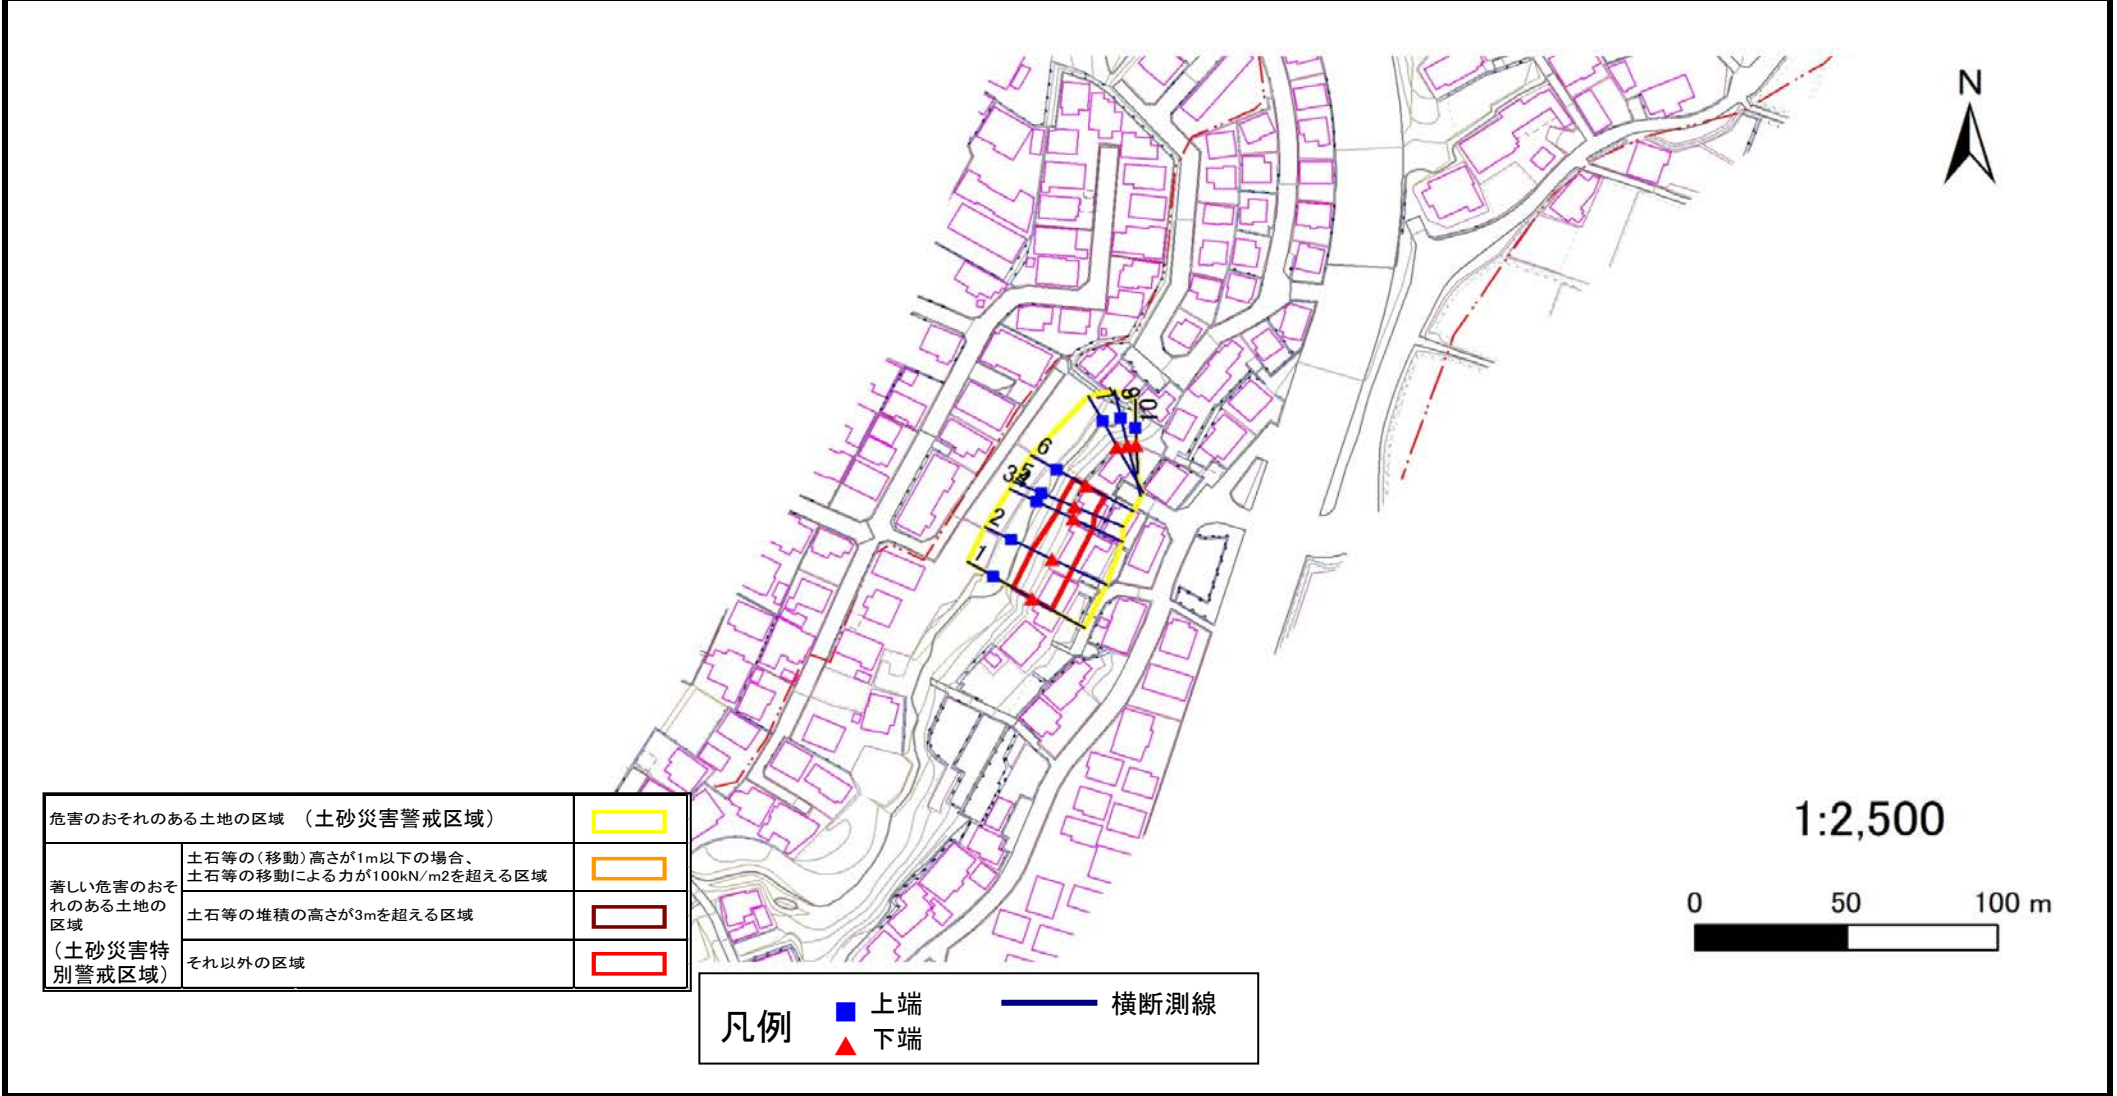 N
10
6
3
5
2
1
1:2,500
0 50 100 m
危害のおそれのある土地の区域 （土砂災害警戒区域）
著しい危害のおそ
れのある土地の
区域
（土砂災害特
別警戒区域）
土石等の（移動）高さが1m以下の場合、
土石等の移動による力が100kN/m2を超える区域
土石等の堆積の高さが3mを超える区域
それ以外の区域
凡例
上端
下端
横断測線